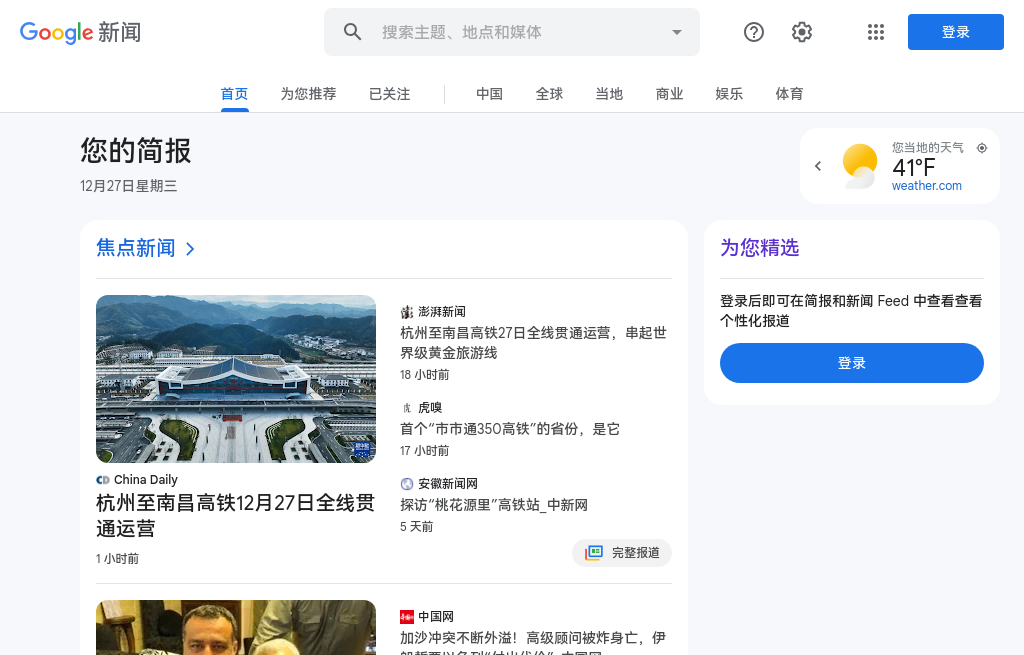 Google 新闻
搜索主题、地点和媒体
登录
首页
为您推荐
已关注
中国
全球
当地
商业
娱乐
体育
您的简报
12月27日星期三
您当地的天气
41°F
weather.com
焦点新闻
China Daily
杭州至南昌高铁12月27日全线贯
通运营
1 小时前
澎湃新闻
杭州至南昌高铁27日全线贯通运营，串起世
界级黄金旅游线
18 小时前
虎嗅
首个“市市通350高铁”的省份，是它
17 小时前
安徽新闻网
探访“桃花源里”高铁站_中新网
5 天前
完整报道
为您精选
登录后即可在简报和新闻 Feed 中查看查看
个性化报道
登录
中国网
加沙冲突不断外溢！高级顾问被炸身亡，伊